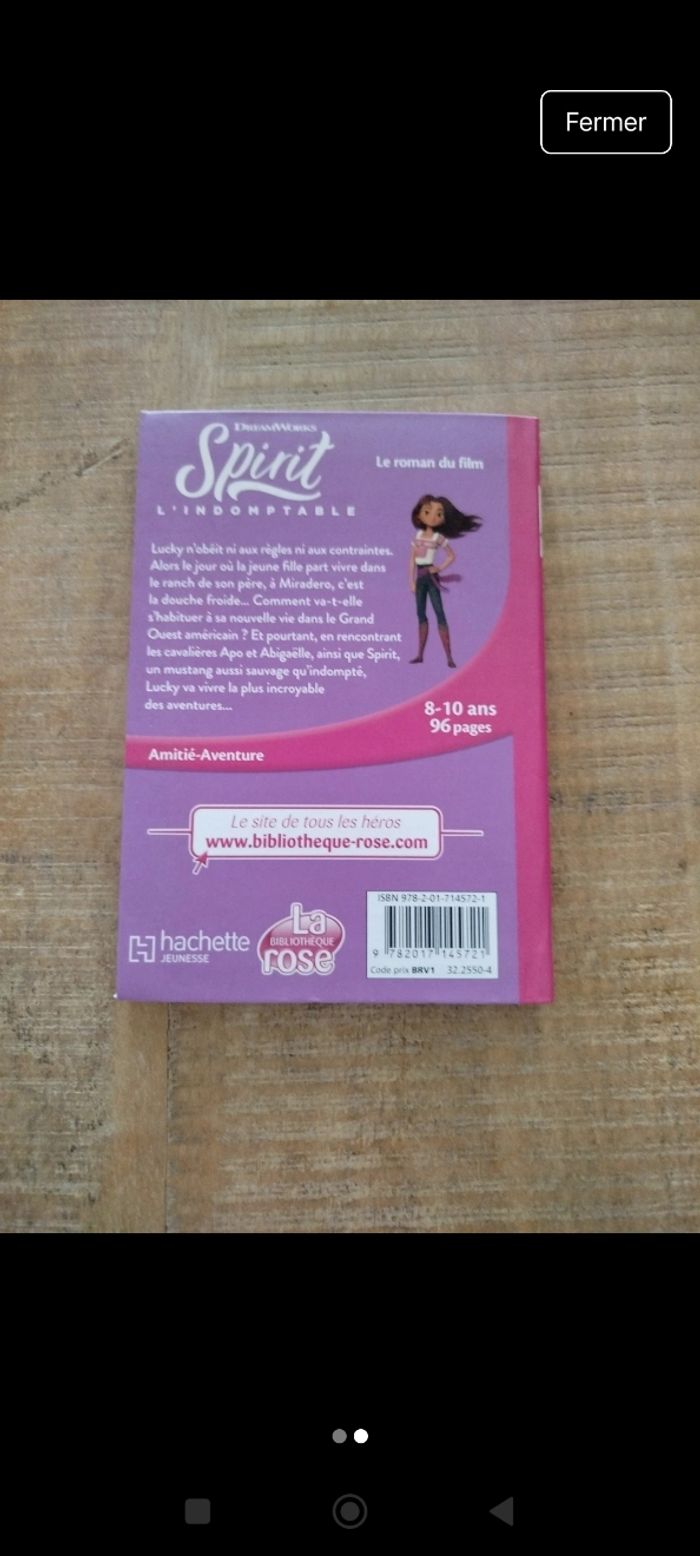 Fermer
DREAMWORKS
Spirit
L'INDOMPTABLE
Le roman du film
Lucky n'obéit ni aux règles ni aux contraintes.
Alors le jour où la jeune fille part vivre dans
le ranch de son père, à Miradero, c'est
la douche froide... Comment va-t-elle
s'habituer à sa nouvelle vie dans le Grand
Ouest américain ? Et pourtant, en rencontrant
les cavalières Apo et Abigaëlle, ainsi que Spirit,
un mustang aussi sauvage qu'indompté,
Lucky va vivre la plus incroyable
des aventures...
8-10 ans
96 pages
Amitié-Aventure
Le site de tous les héros
www.bibliotheque-rose.com
hachette
JEUNESSE
La
BIBLIOTHÈQUE
rose
ISBN 978-2-01-714572-1
9 782017 145721
Code prix BRV1 32.2550-4